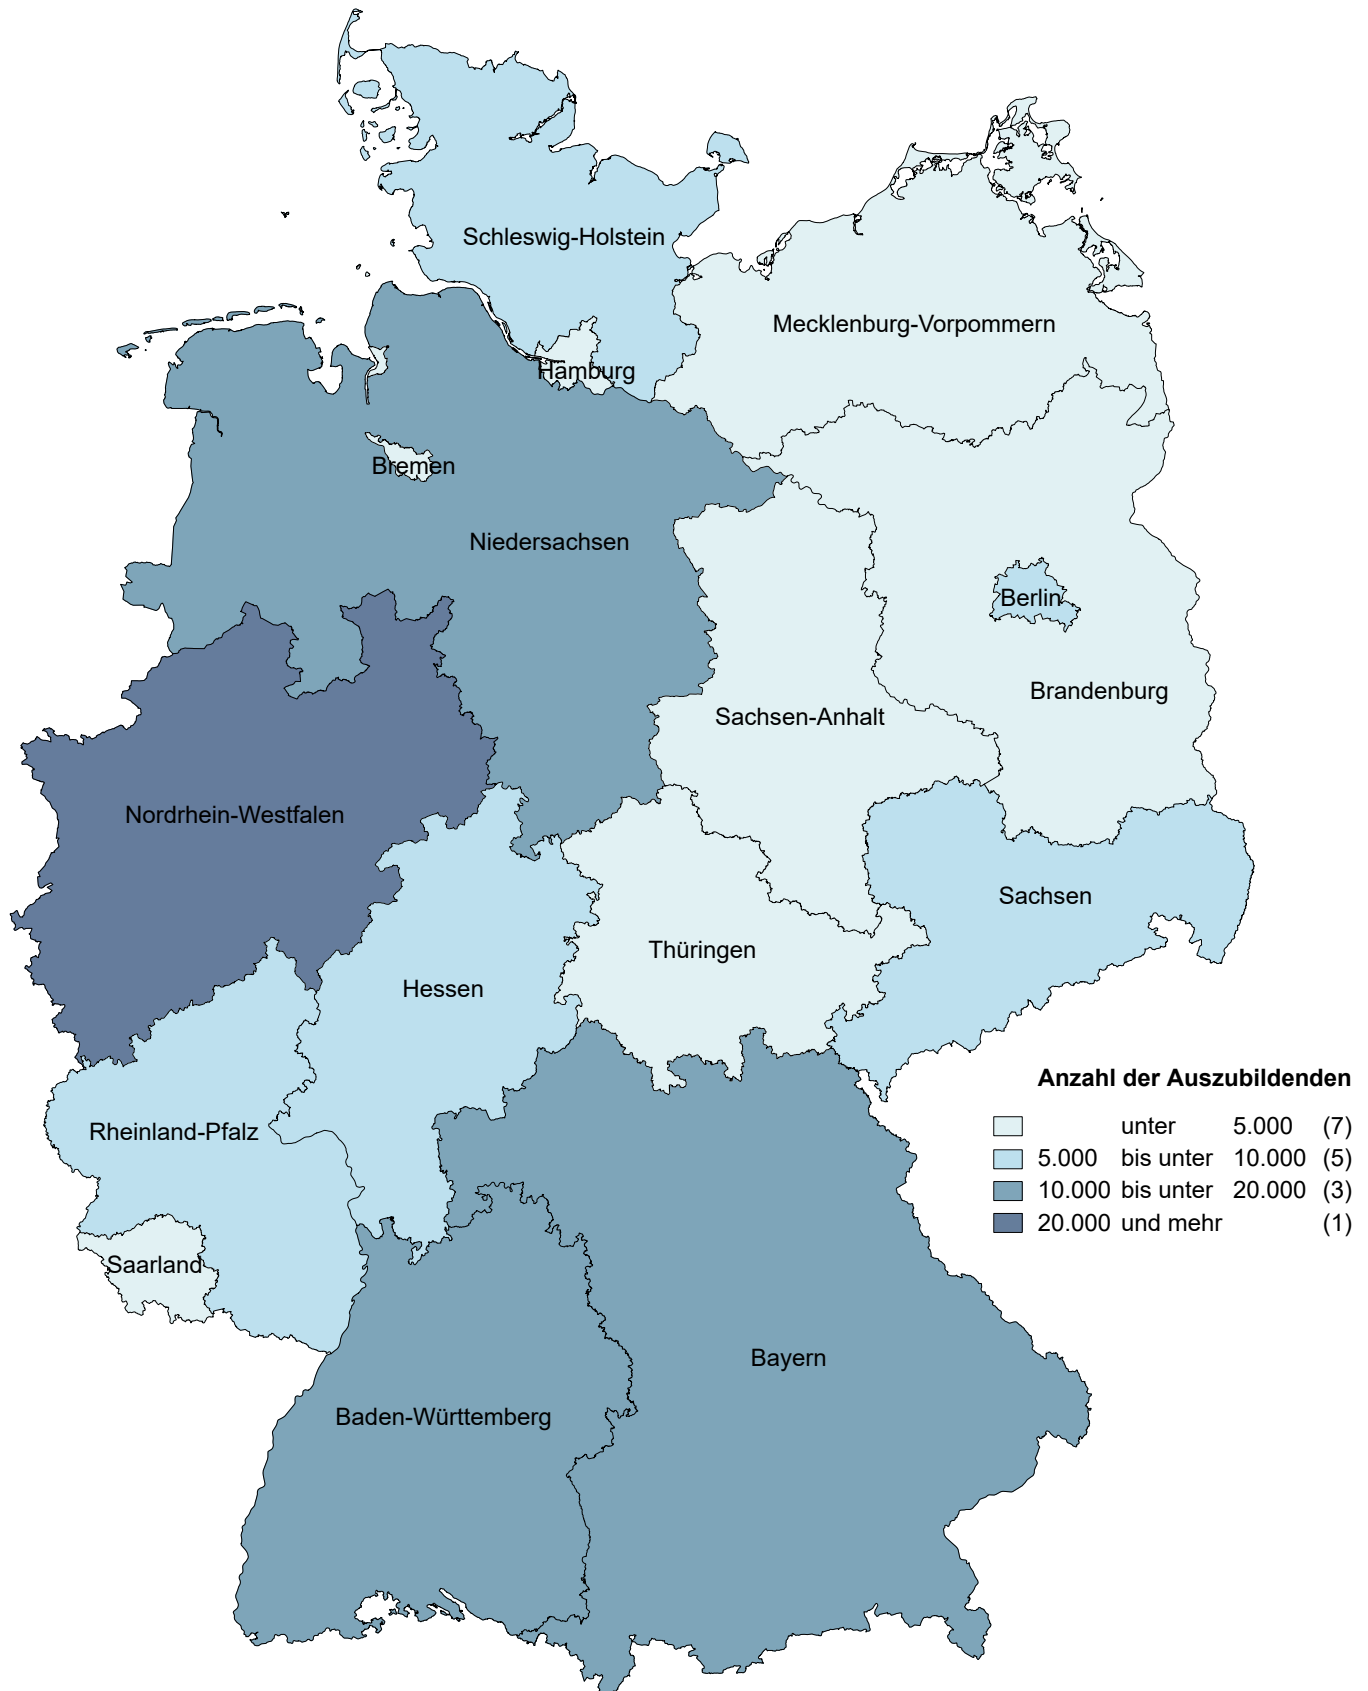 Schleswig-Holstein
Mecklenburg-Vorpommern
Hamburg
Bremen
Niedersachsen
Berlin
Brandenburg
Sachsen-Anhalt
Nordrhein-Westfalen
Sachsen
Thüringen
Hessen
Anzahl der Auszubildenden
unter 5.000 (7)
5.000 bis unter 10.000 (5)
10.000 bis unter 20.000 (3)
20.000 und mehr (1)
Rheinland-Pfalz
Saarland
Bayern
Baden-Württemberg